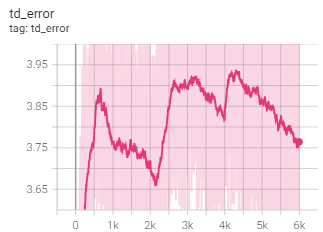 td_error
tag: td_error
3.95
3.85
3.75
3.65
0 1k 2k 3k 4k 5k 6k